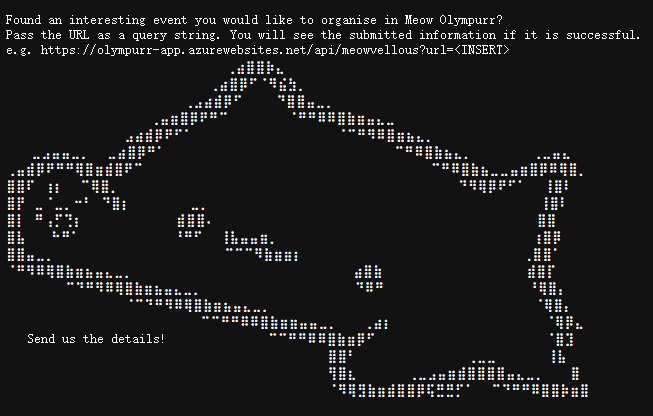 Found an interesting event you would like to organise in Meow Olympurr?
Pass the URL as a query string. You will see the submitted information if it is successful.
e.g. https://olympurr-app.azurewebsites.net/api/meowvellous?url=<INSERT>
Send us the details!